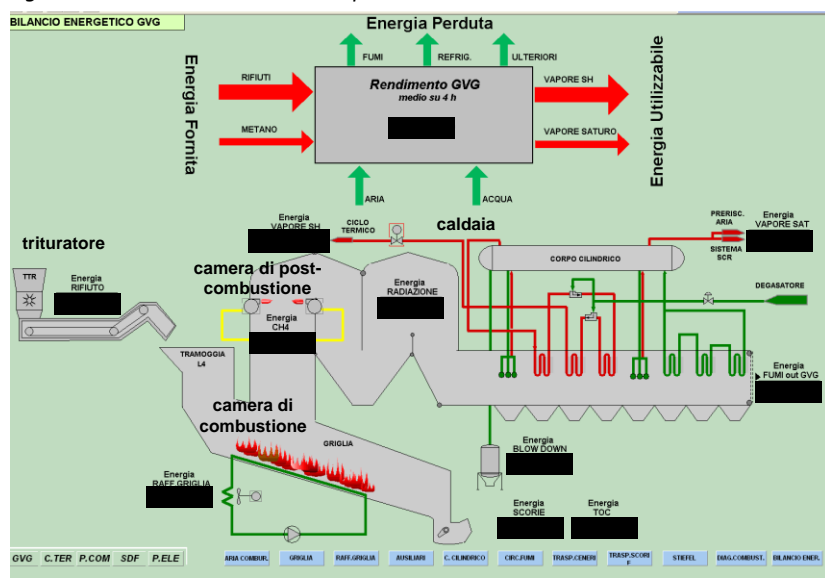 BILANCIO ENERGETICO GVG
Energia Perduta
FUMI
REFRIG.
ULTERIORI
Energia Fornita
RIFIUTI
METANO
Rendimento GVG
medio su 4 h
VAPORE SH
VAPORE SATURO
Energia Utilizzabile
ARIA
ACQUA
Energia
VAPORE SH
CICLO
TERMICO
caldaia
PRERISC.
ARIA
SISTEMA
SCR
Energia
VAPORE SAT
trituratore
TTR
Energia
RIFIUTO
camera di post-
combustione
Energia
CH4
Energia
RADIAZIONE
CORPO CILINDRICO
DEGASATORE
TRAMOGGIA
L4
Energia
FUMI out GVG
camera di
combustione
GRIGLIA
Energia
RAFF.GRIGLIA
Energia
BLOW DOWN
Energia
SCORIE
Energia
TOC
GVG C.TER P.COM SDF P.ELE
ARIA COMBUR. GRIGLIA RAFF.GRIGLIA AUSILIARI C. CILINDRICO CIRC.FUMI TRASP.CENERI TRASP.SCORI
E STIEFEL DIAG.COMBUST. BILANCIO ENER.